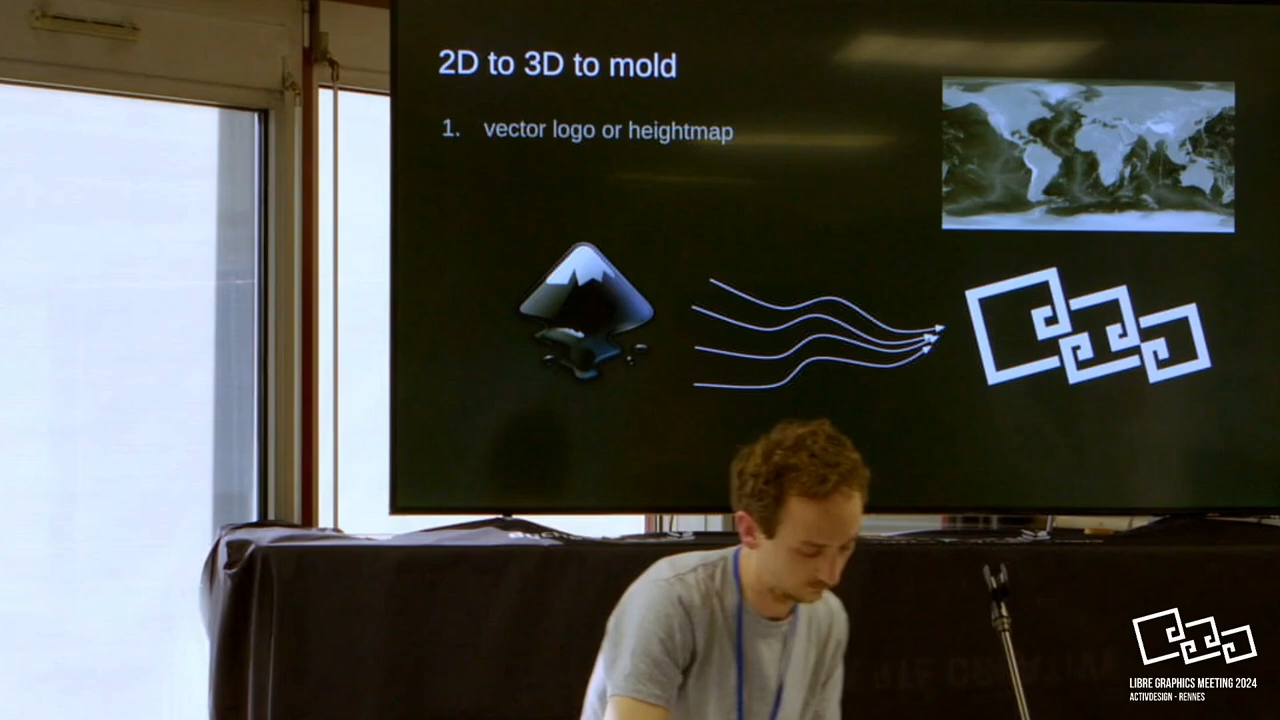 2D to 3D to mold
1. vector logo or heightmap
LIBRE GRAPHICS MEETING 2024
ACTIVDESIGN - RENNES